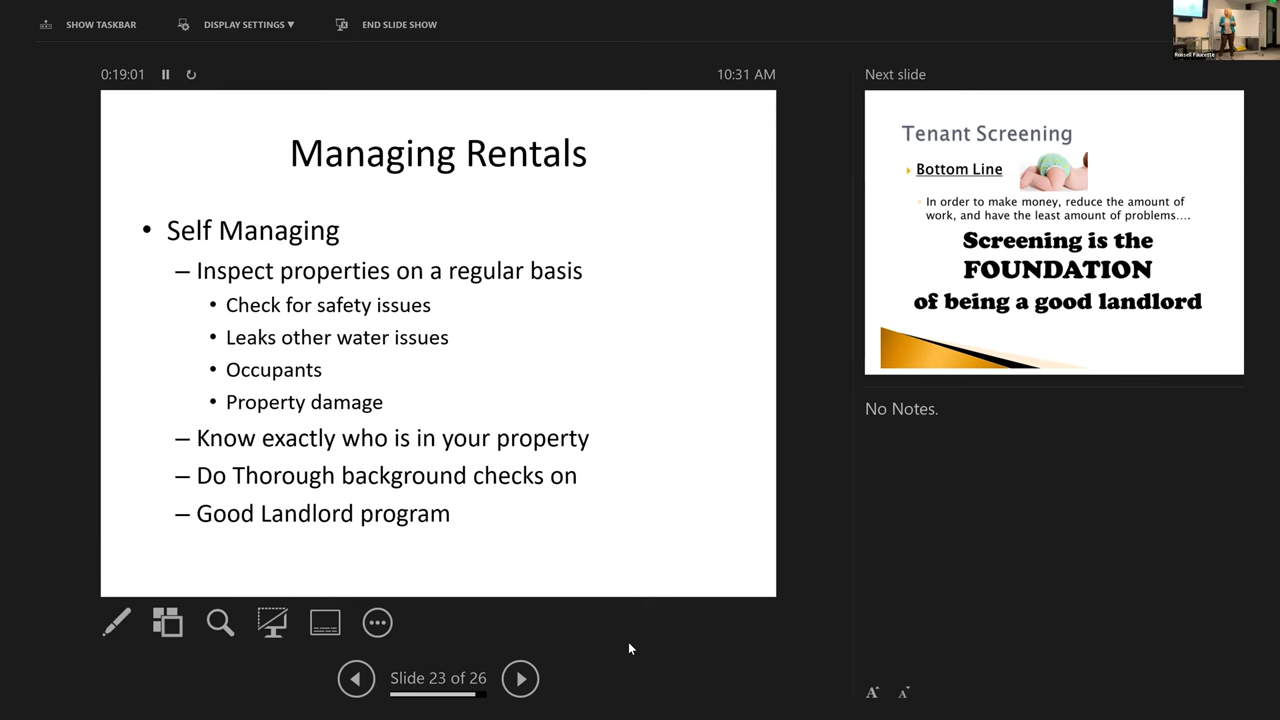 SHOW TASKBAR
DISPLAY SETTINGS ▼
END SLIDE SHOW
Russell Faucette
0:19:01
10:31 AM
Next slide
Managing Rentals
• Self Managing
– Inspect properties on a regular basis
• Check for safety issues
• Leaks other water issues
• Occupants
• Property damage
– Know exactly who is in your property
– Do Thorough background checks on
– Good Landlord program
Tenant Screening
Bottom Line
In order to make money, reduce the amount of
work, and have the least amount of problems....
Screening is the
FOUNDATION
of being a good landlord
No Notes.
Slide 23 of 26
A A